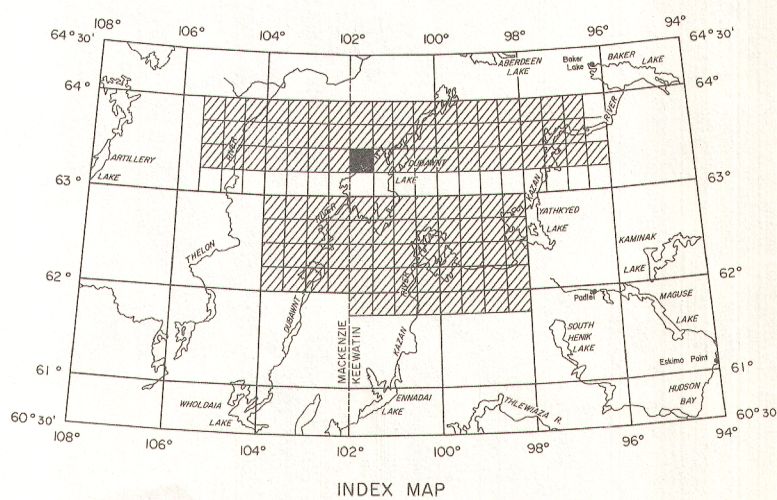 108°
106°
104°
102°
100°
98°
96°
94°
64° 30'
64° 30'
ABERDEEN
LAKE
Baker
Lake
BAKER
LAKE
64°
64°
RIVER
RIVER
ARTILLERY
LAKE
DUBAWNT
LAKE
KAZAN
63°
63°
RIVER
YATHKYED
LAKE
THELON
KAMINAK
LAKE
62°
62°
RIVER
Padlei
MAGUSE
LAKE
DUBAWNT
MACKENZIE
KEEWATIN
KAZAN
SOUTH
HENIK
LAKE
Eskimo Point
61°
61°
HUDSON
BAY
WHOLDAIA
LAKE
ENNADAI
LAKE
THLEWIAZA R.
60° 30'
60° 30'
108°
106°
104°
102°
100°
98°
96°
94°
INDEX MAP